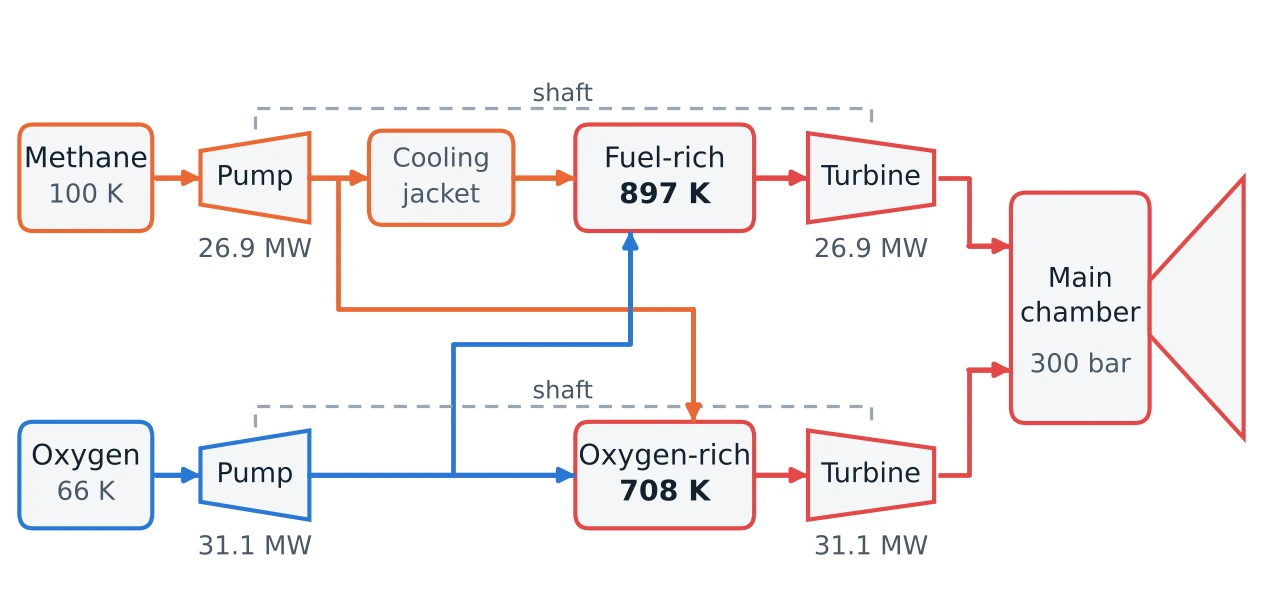 shaft
Methane
100 K
Pump
26.9 MW
Cooling
jacket
Fuel-rich
897 K
Turbine
26.9 MW
Main
chamber
300 bar
shaft
Oxygen
66 K
Pump
31.1 MW
Oxygen-rich
708 K
Turbine
31.1 MW